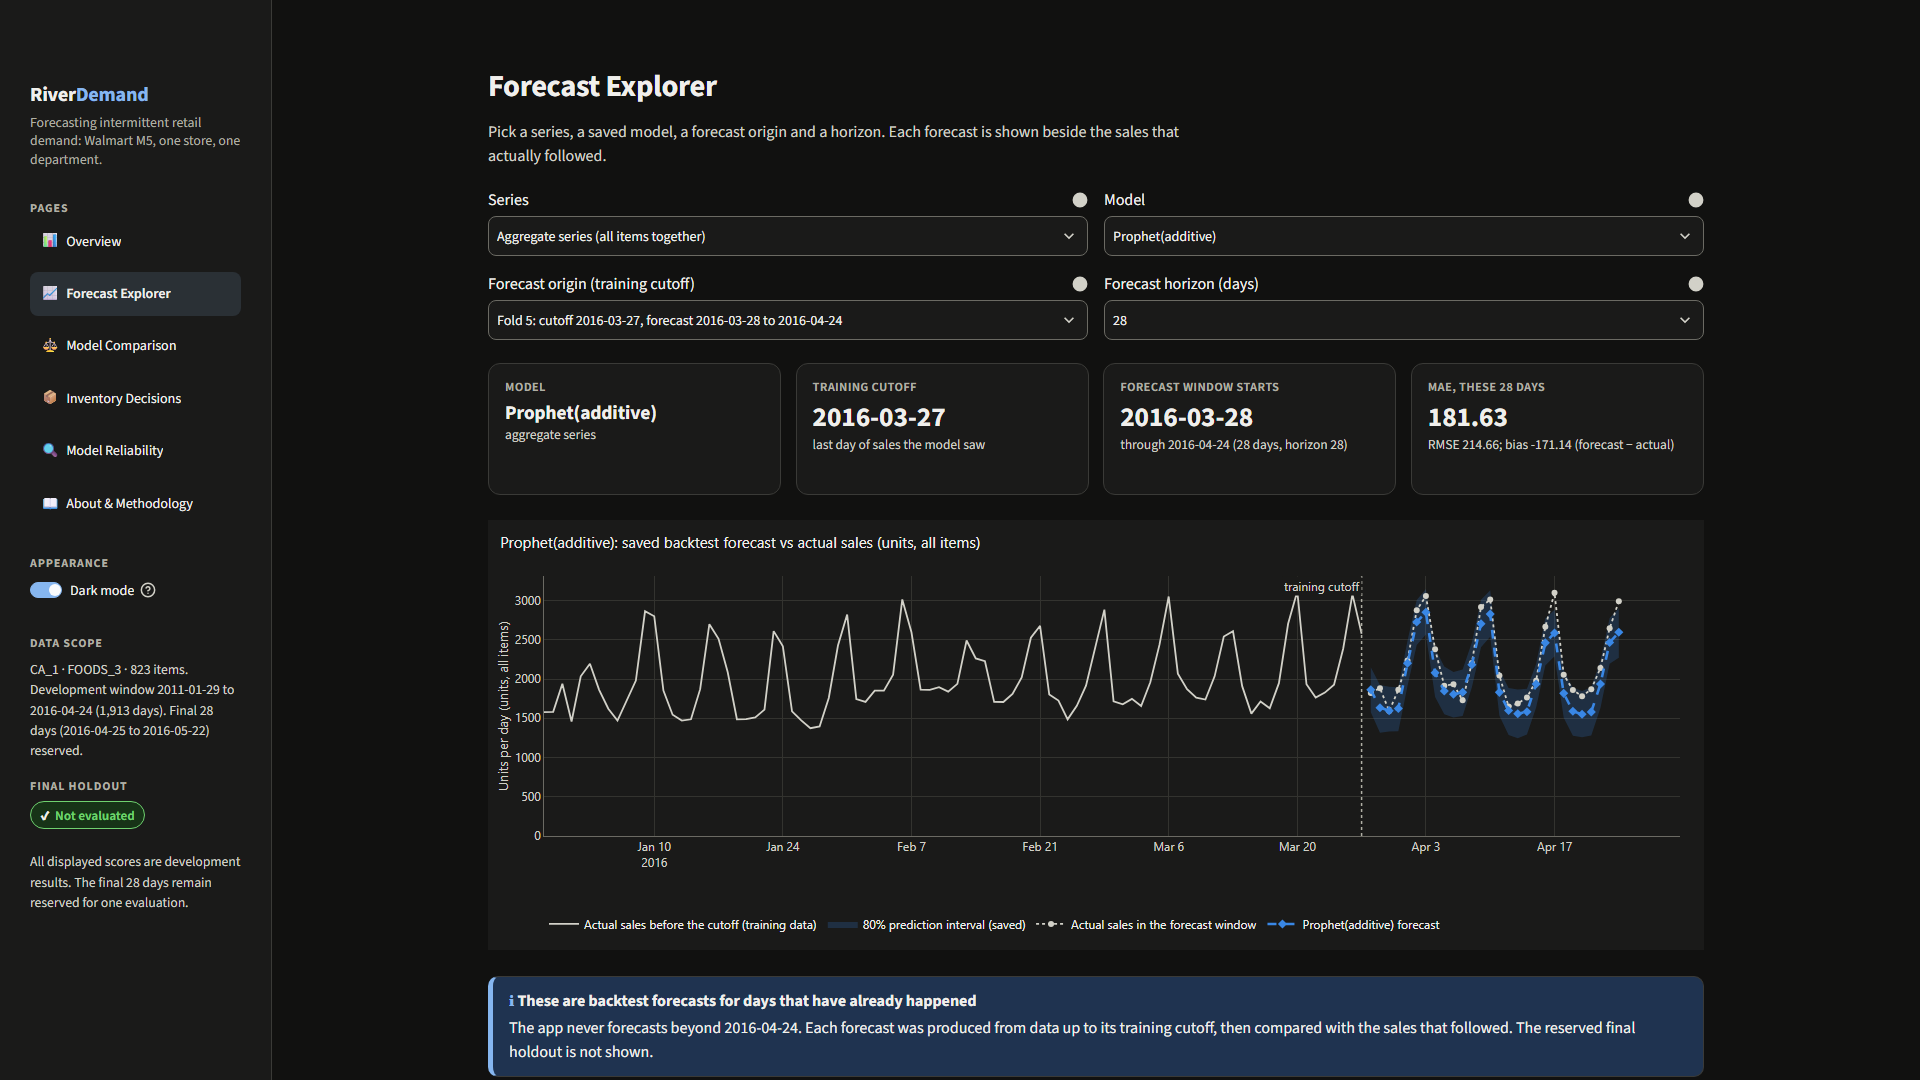 RiverDemand
Forecasting intermittent retail
demand: Walmart M5, one store, one
department.
PAGES
Overview
Forecast Explorer
Model Comparison
Inventory Decisions
Model Reliability
About & Methodology
APPEARANCE
Dark mode
DATA SCOPE
CA_1 · FOODS_3 · 823 items.
Development window 2011-01-29 to
2016-04-24 (1,913 days). Final 28
days (2016-04-25 to 2016-05-22)
reserved.
FINAL HOLDOUT
✓ Not evaluated
All displayed scores are development
results. The final 28 days remain
reserved for one evaluation.
Forecast Explorer
Pick a series, a saved model, a forecast origin and a horizon. Each forecast is shown beside the sales that
actually followed.
Series
Aggregate series (all items together)
Model
Prophet(additive)
Forecast origin (training cutoff)
Fold 5: cutoff 2016-03-27, forecast 2016-03-28 to 2016-04-24
Forecast horizon (days)
28
MODEL
Prophet(additive)
aggregate series
TRAINING CUTOFF
2016-03-27
last day of sales the model saw
FORECAST WINDOW STARTS
2016-03-28
through 2016-04-24 (28 days, horizon 28)
MAE, THESE 28 DAYS
181.63
RMSE 214.66; bias -171.14 (forecast − actual)
Prophet(additive): saved backtest forecast vs actual sales (units, all items)
training cutoff
Units per day (units, all items)
3000
2500
2000
1500
1000
500
0
Jan 10
2016
Jan 24
Feb 7
Feb 21
Mar 6
Mar 20
Apr 3
Apr 17
Actual sales before the cutoff (training data)
80% prediction interval (saved)
Actual sales in the forecast window
Prophet(additive) forecast
ℹ These are backtest forecasts for days that have already happened
The app never forecasts beyond 2016-04-24. Each forecast was produced from data up to its training cutoff, then compared with the sales that followed. The reserved final
holdout is not shown.